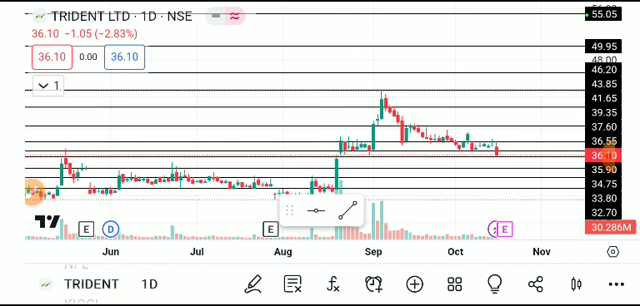 TRIDENT LTD · 1D · NSE
36.10 −1.05 (−2.83%)
36.10 0.00 36.10
1
55.05
49.95
48.00
46.20
43.85
41.65
39.35
37.60
36.55
36.10
35.90
34.75
33.80
32.70
30.286M
E D E E
Jun Jul Aug Sep Oct Nov
TRIDENT 1D